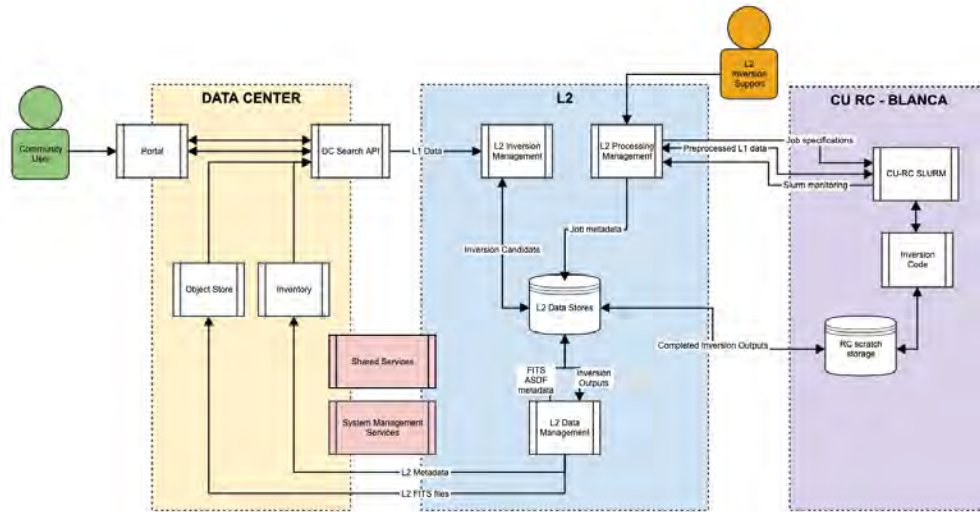 L2
Inversion
Support
DATA CENTER
L2
CU RC - BLANCA
Community
User
Portal
DC Search API
L1 Data
L2 Inversion
Management
L2 Processing
Management
Job specifications
Preprocessed L1 data
Slurm monitoring
CU-RC SLURM
Inversion Candidate
Job metadata
Inversion
Code
Object Store
Inventory
L2 Data Stores
Completed Inversion Outputs
RC scratch
storage
Shared Services
FITS
ASDF
metadata
Inversion
Outputs
System Management
Services
L2 Data
Management
L2 Metadata
L2 FITS files